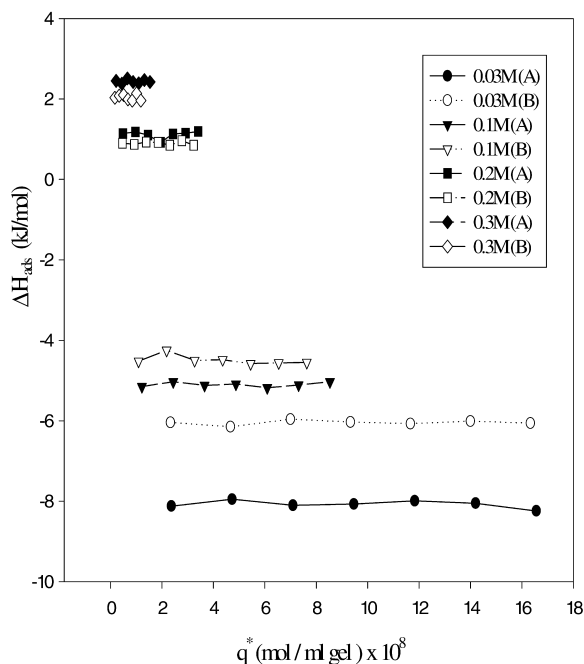 4
2
0
-2
-4
-6
-8
-10
ΔH_ads (kJ/mol)
0.03M(A)
0.03M(B)
0.1M(A)
0.1M(B)
0.2M(A)
0.2M(B)
0.3M(A)
0.3M(B)
0 2 4 6 8 10 12 14 16 18
q* (mol / ml gel) x 10⁸